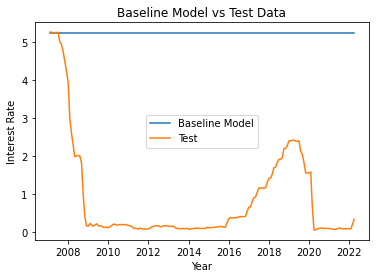 Baseline Model vs Test Data
Interest Rate
5
4
3
2
1
0
Baseline Model
Test
2008 2010 2012 2014 2016 2018 2020 2022
Year